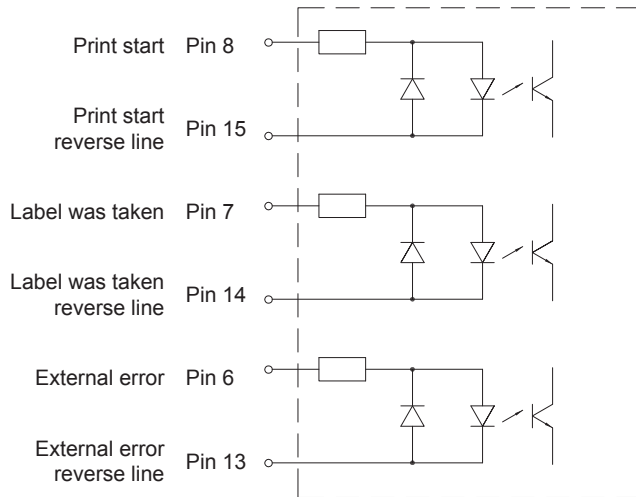 Print start Pin 8
Print start
reverse line Pin 15
Label was taken Pin 7
Label was taken
reverse line Pin 14
External error Pin 6
External error
reverse line Pin 13